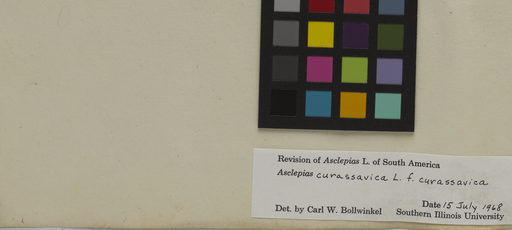 Revision of Asclepias L. of South America
Asclepias curassavica L. f. curassavica
Date 15 July 1968
Det. by Carl W. Bollwinkel Southern Illinois University